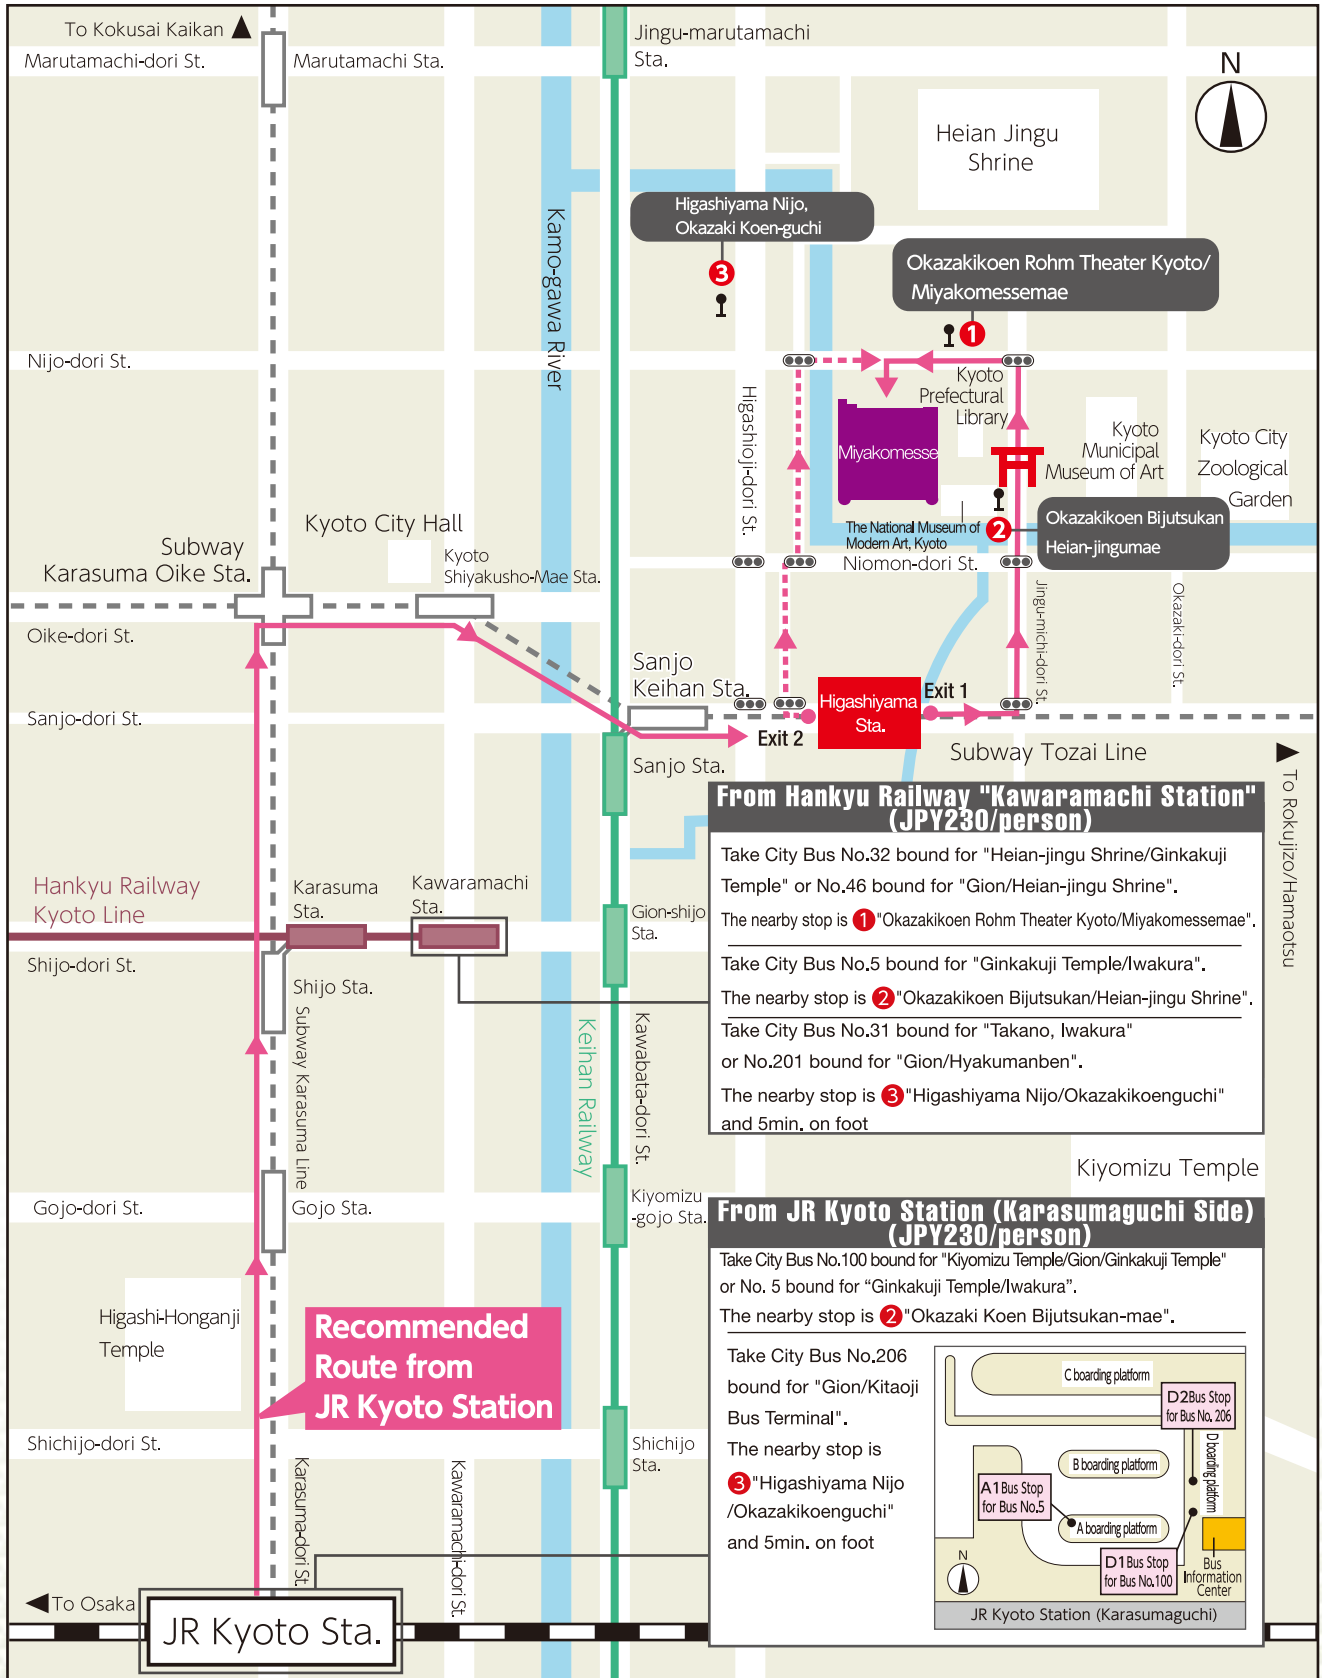 To Kokusai Kaikan
Marutamachi-dori St.
Marutamachi Sta.
Jingu-marutamachi
Sta.
N
Heian Jingu
Shrine
Higashiyama Nijo,
Okazaki Koen-guchi
3
Okazakikoen Rohm Theater Kyoto/
Miyakomessemae
1
Kamo-gawa River
Nijo-dori St.
Higashioji-dori St.
Kyoto
Prefectural
Library
Miyakomesse
Kyoto
Municipal
Museum of Art
Kyoto City
Zoological
Garden
The National Museum of
Modern Art, Kyoto
2
Okazakikoen Bijutsukan
Heian-jingumae
Niomon-dori St.
Kyoto City Hall
Subway
Karasuma Oike Sta.
Kyoto
Shiyakusho-Mae Sta.
Oike-dori St.
Jingu-michi-dori St.
Okazaki-dori St.
Sanjo
Keihan Sta.
Sanjo-dori St.
Exit 2
Higashiyama
Sta.
Exit 1
Subway Tozai Line
Sanjo Sta.
To Rokujizo/Hamaotsu
From Hankyu Railway "Kawaramachi Station"
(JPY230/person)
Take City Bus No.32 bound for "Heian-jingu Shrine/Ginkakuji
Temple" or No.46 bound for "Gion/Heian-jingu Shrine".
The nearby stop is 1 "Okazakikoen Rohm Theater Kyoto/Miyakomessemae".
Take City Bus No.5 bound for "Ginkakuji Temple/Iwakura".
The nearby stop is 2 "Okazakikoen Bijutsukan/Heian-jingu Shrine".
Take City Bus No.31 bound for "Takano, Iwakura"
or No.201 bound for "Gion/Hyakumanben".
The nearby stop is 3 "Higashiyama Nijo/Okazakikoenguchi"
and 5min. on foot
Hankyu Railway
Kyoto Line
Karasuma
Sta.
Kawaramachi
Sta.
Gion-shijo
Sta.
Shijo-dori St.
Shijo Sta.
Subway Karasuma Line
Keihan Railway
Kawabata-dori St.
Kiyomizu Temple
Gojo-dori St.
Gojo Sta.
Kiyomizu
-gojo Sta.
From JR Kyoto Station (Karasumaguchi Side)
(JPY230/person)
Take City Bus No.100 bound for "Kiyomizu Temple/Gion/Ginkakuji Temple"
or No. 5 bound for “Ginkakuji Temple/Iwakura”.
The nearby stop is 2 "Okazaki Koen Bijutsukan-mae".
Take City Bus No.206
bound for "Gion/Kitaoji
Bus Terminal".
The nearby stop is
3 "Higashiyama Nijo
/Okazakikoenguchi"
and 5min. on foot
C boarding platform
D2 Bus Stop
for Bus No. 206
D boarding platform
B boarding platform
A1 Bus Stop
for Bus No.5
A boarding platform
D1 Bus Stop
for Bus No.100
Bus
Information
Center
N
JR Kyoto Station (Karasumaguchi)
Higashi-Honganji
Temple
Recommended
Route from
JR Kyoto Station
Shichijo-dori St.
Shichijo
Sta.
Karasuma-dori St.
Kawaramachi-dori St.
To Osaka
JR Kyoto Sta.